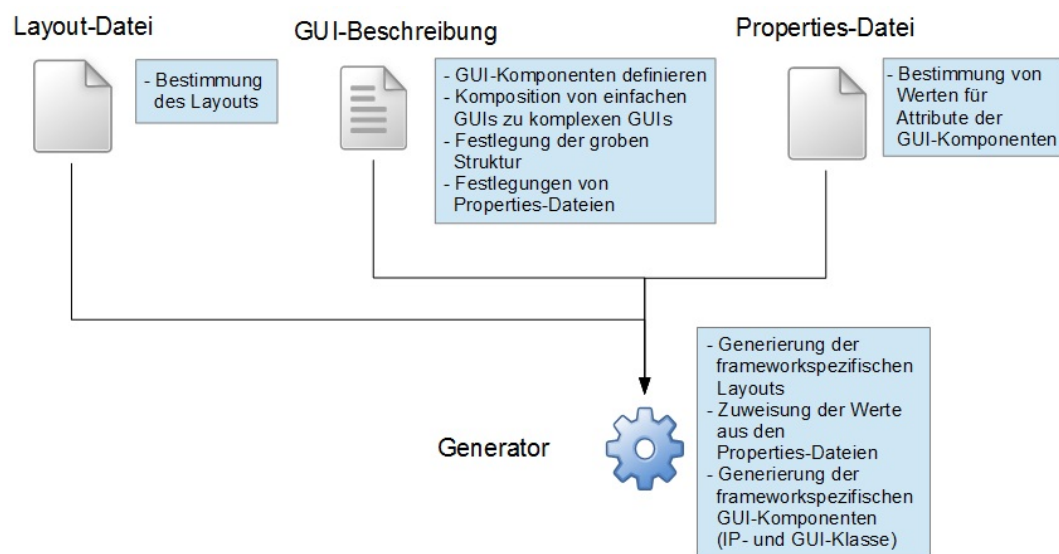 Layout-Datei
- Bestimmung
des Layouts
GUI-Beschreibung
- GUI-Komponenten definieren
- Komposition von einfachen
GUIs zu komplexen GUIs
- Festlegung der groben
Struktur
- Festlegungen von
Properties-Dateien
Properties-Datei
- Bestimmung von
Werten für
Attribute der
GUI-Komponenten
Generator
- Generierung der
frameworkspezifischen
Layouts
- Zuweisung der Werte
aus den
Properties-Dateien
- Generierung der
frameworkspezifischen
GUI-Komponenten
(IP- und GUI-Klasse)